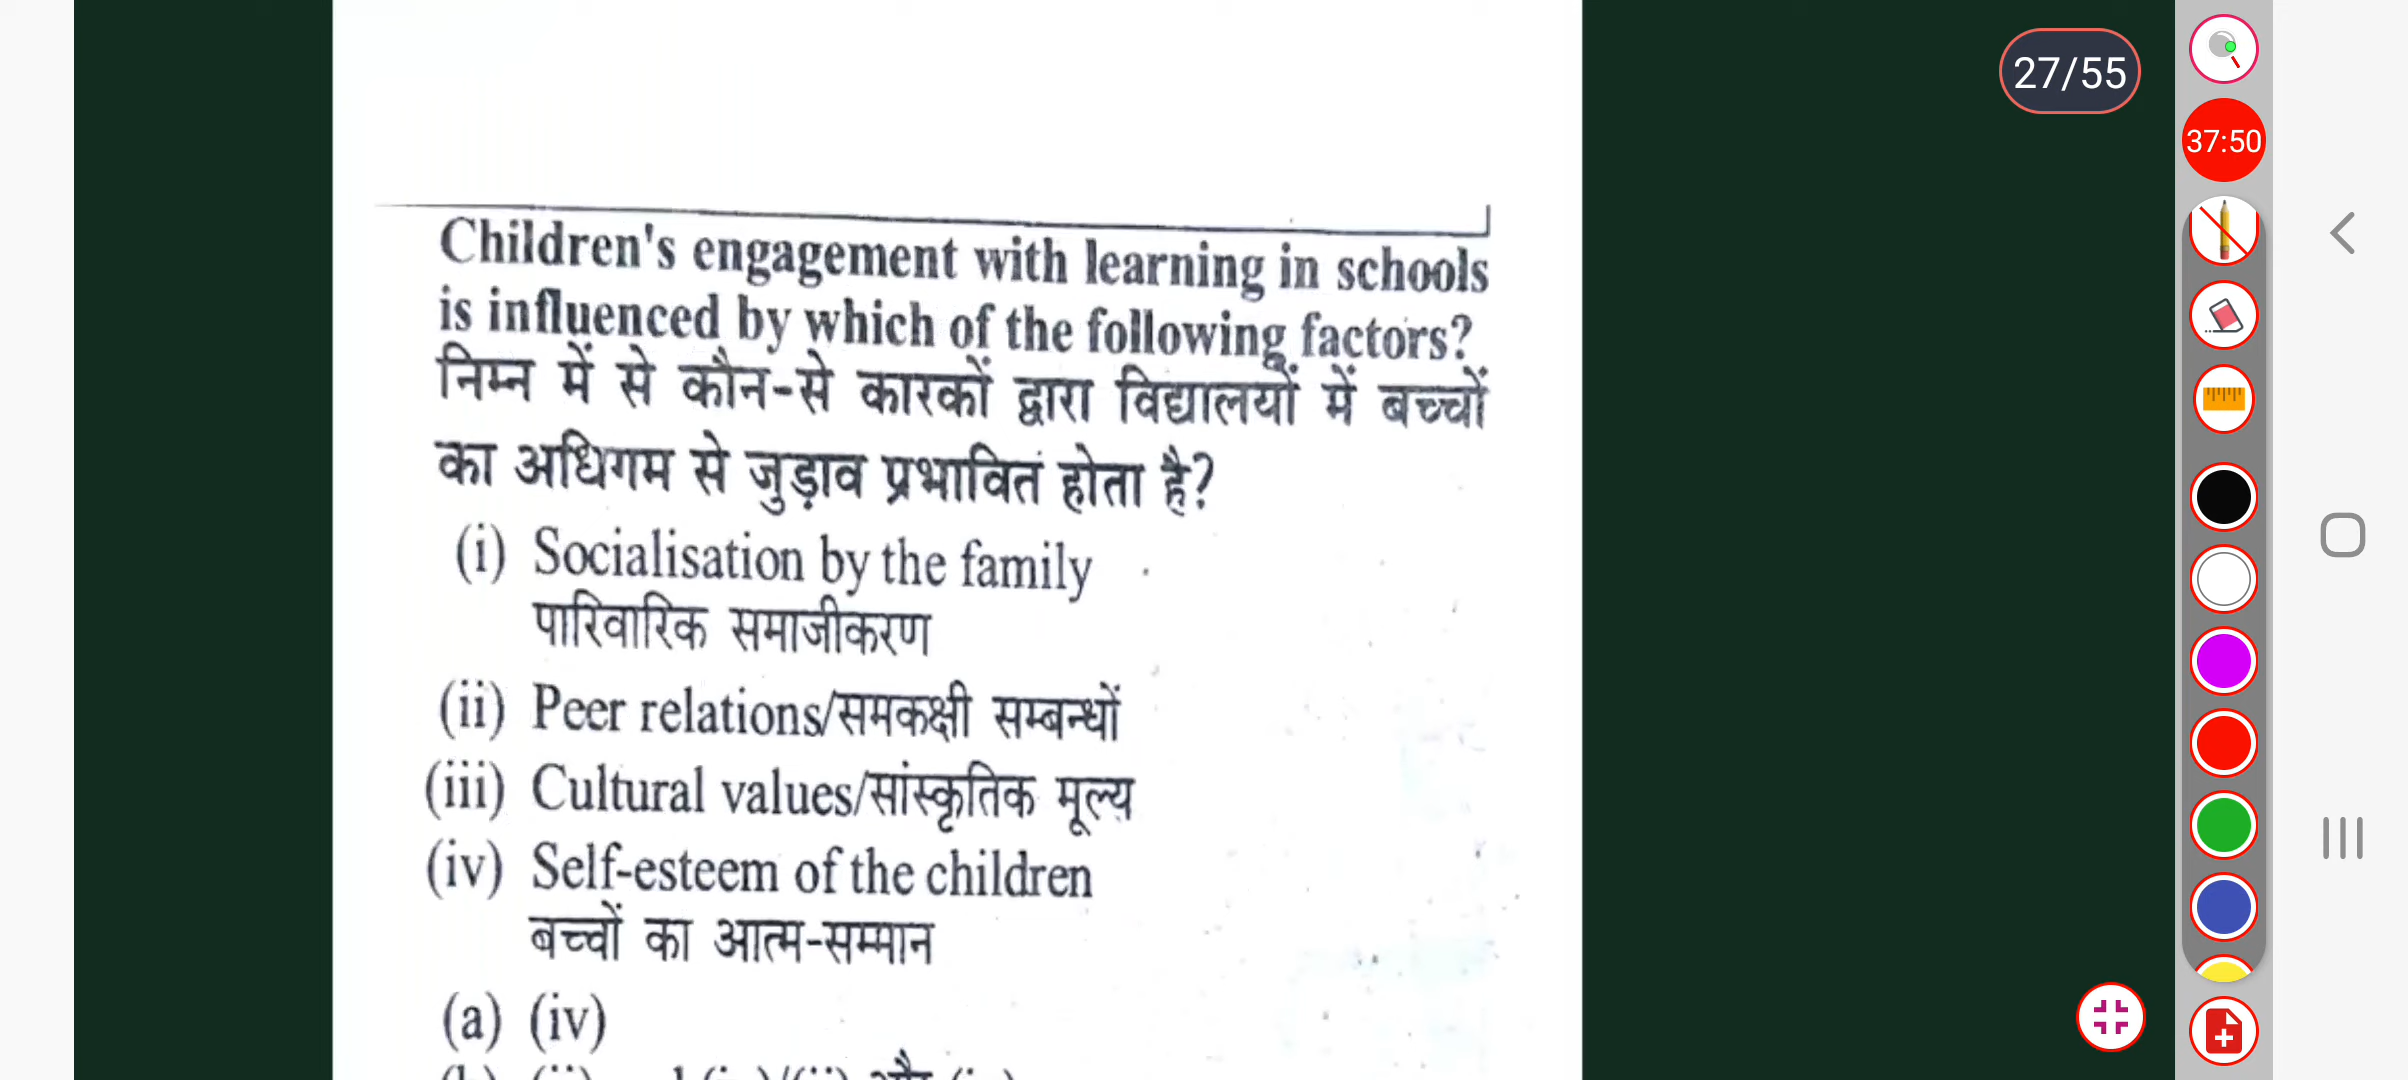 27/55
37:50
Children's engagement with learning in schools
is influenced by which of the following factors?
निम्न में से कौन-से कारकों द्वारा विद्यालयों में बच्चों
का अधिगम से जुड़ाव प्रभावित होता है?
(i) Socialisation by the family
पारिवारिक समाजीकरण
(ii) Peer relations/समकक्षी सम्बन्धों
(iii) Cultural values/सांस्कृतिक मूल्य
(iv) Self-esteem of the children
बच्चों का आत्म-सम्मान
(a) (iv)